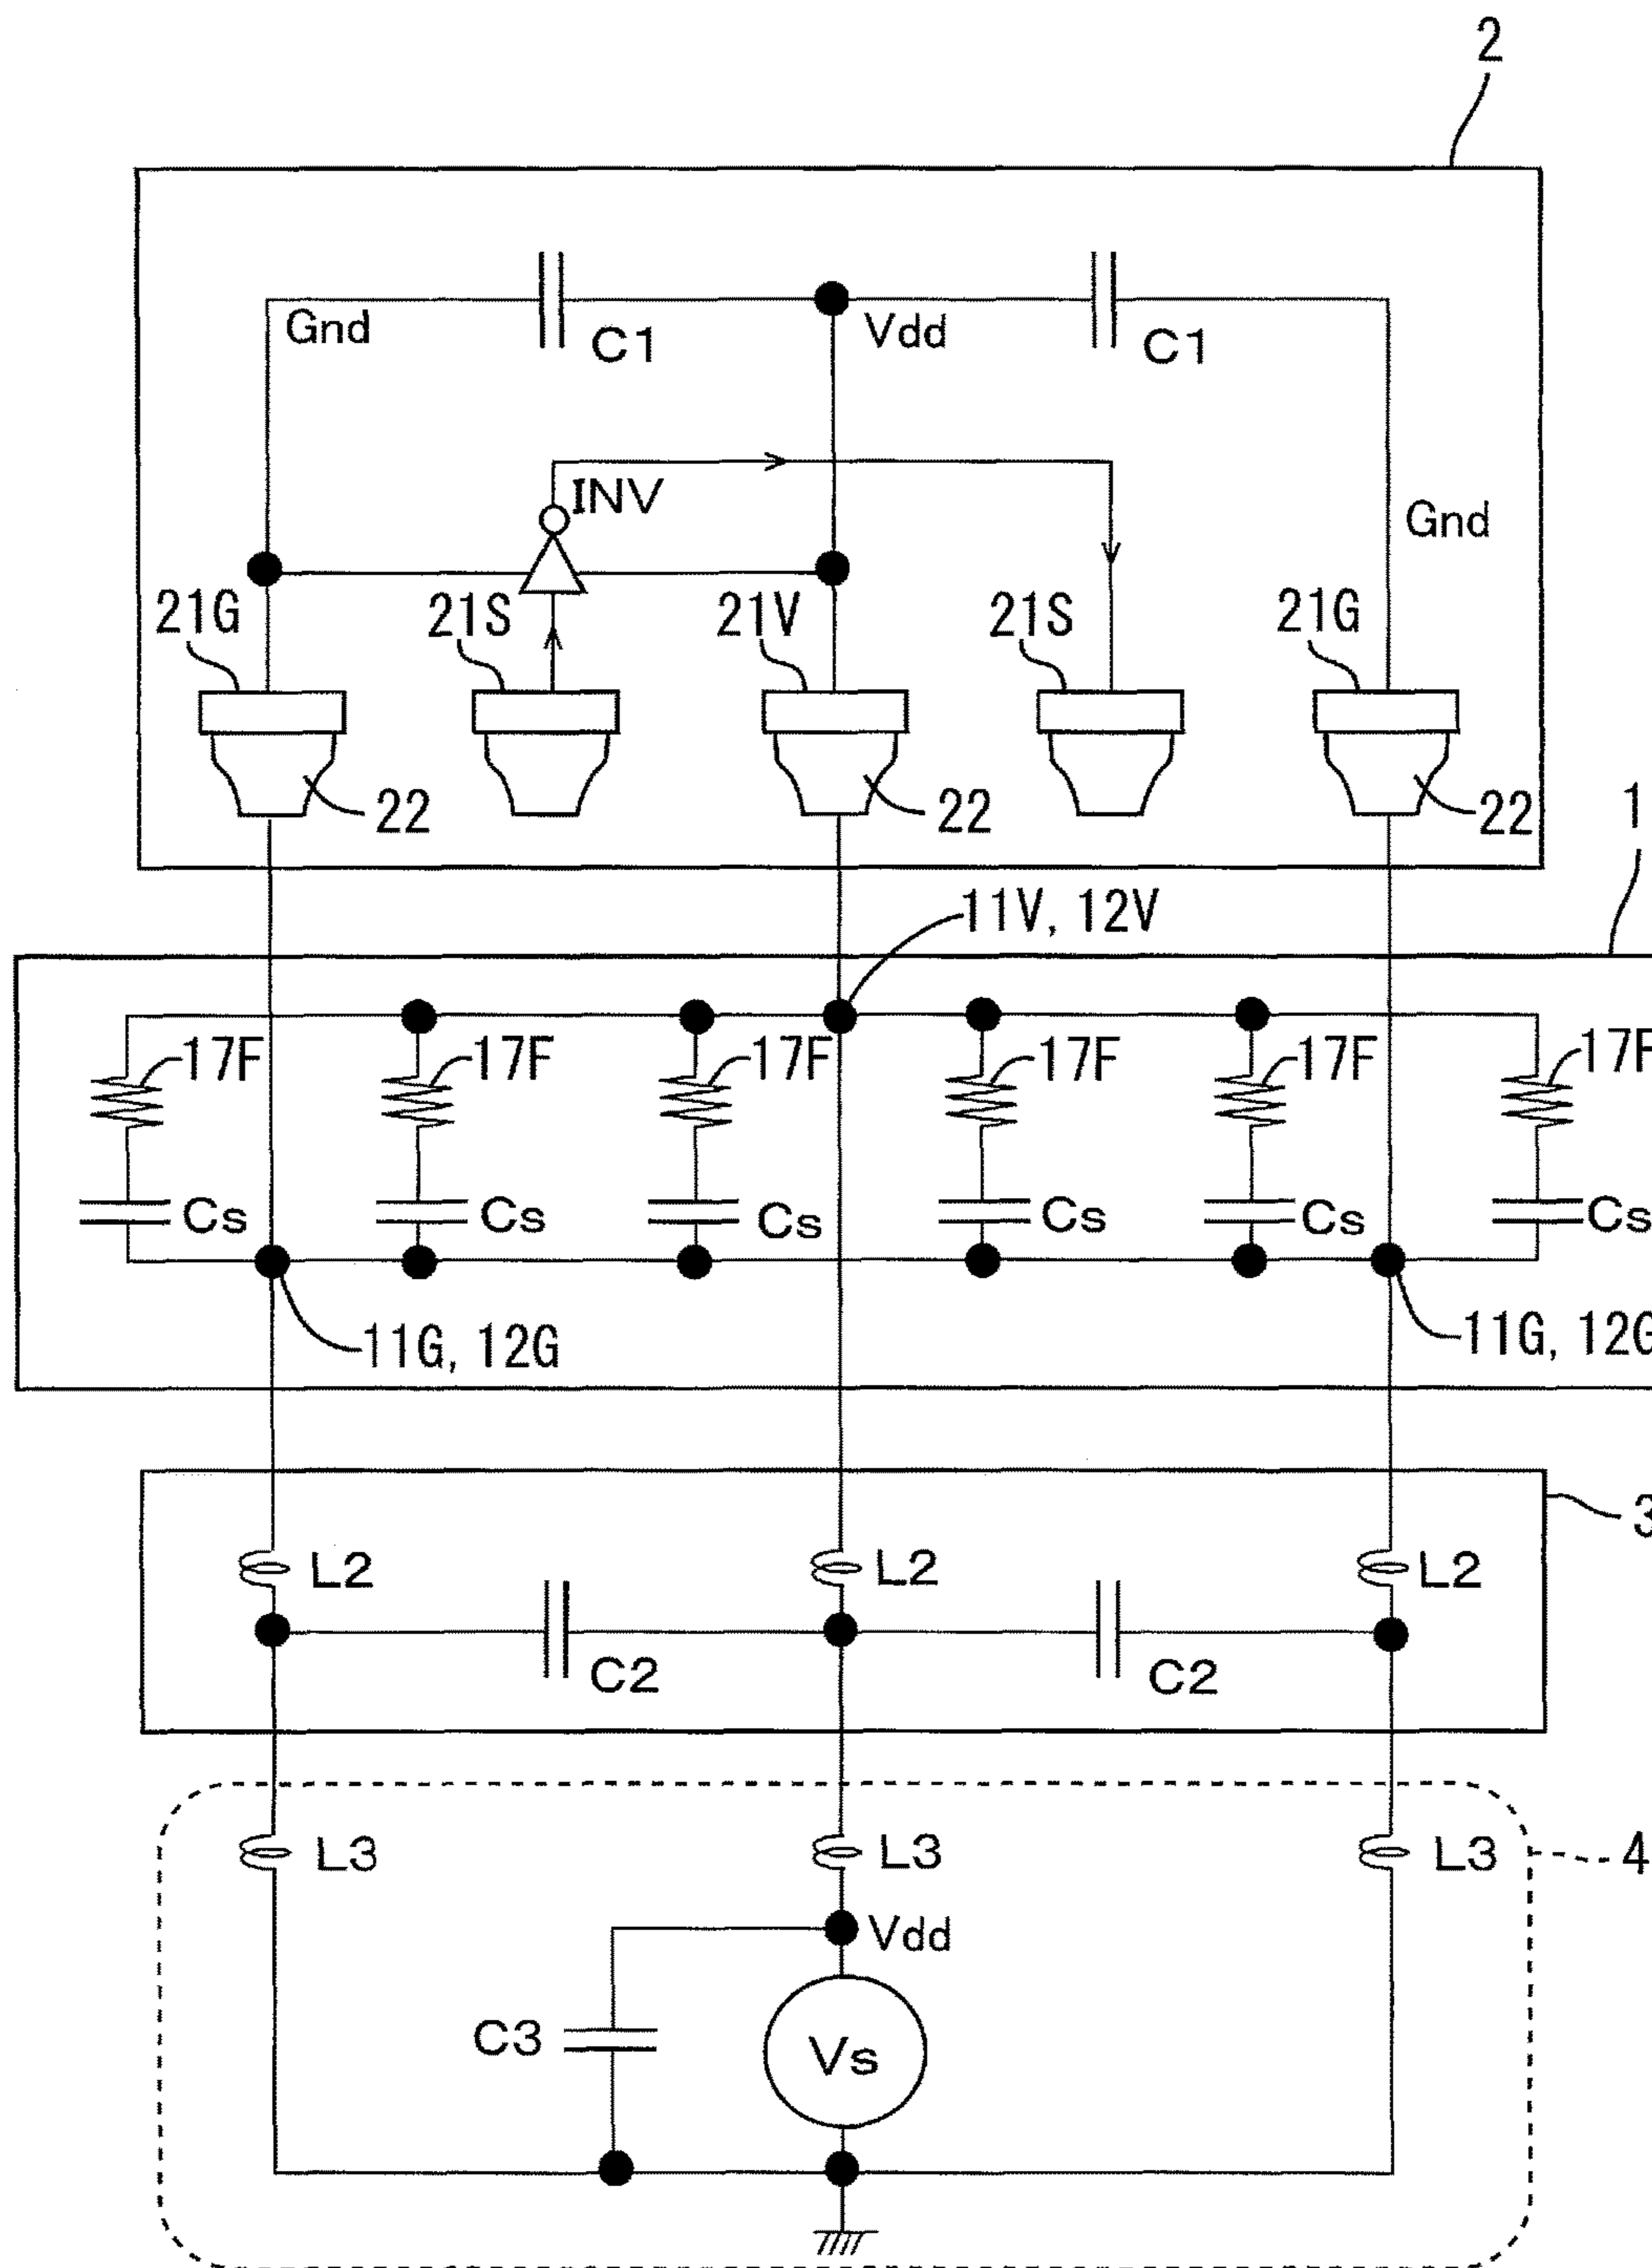 2
Gnd
C1
Vdd
C1
INV
Gnd
21G
21S
21V
21S
21G
22
22
22
1
11V, 12V
17F
17F
17F
17F
17F
17F
Cs
Cs
Cs
Cs
Cs
Cs
11G, 12G
11G, 12G
3
L2
L2
L2
C2
C2
L3
L3
L3
4
Vdd
C3
Vs